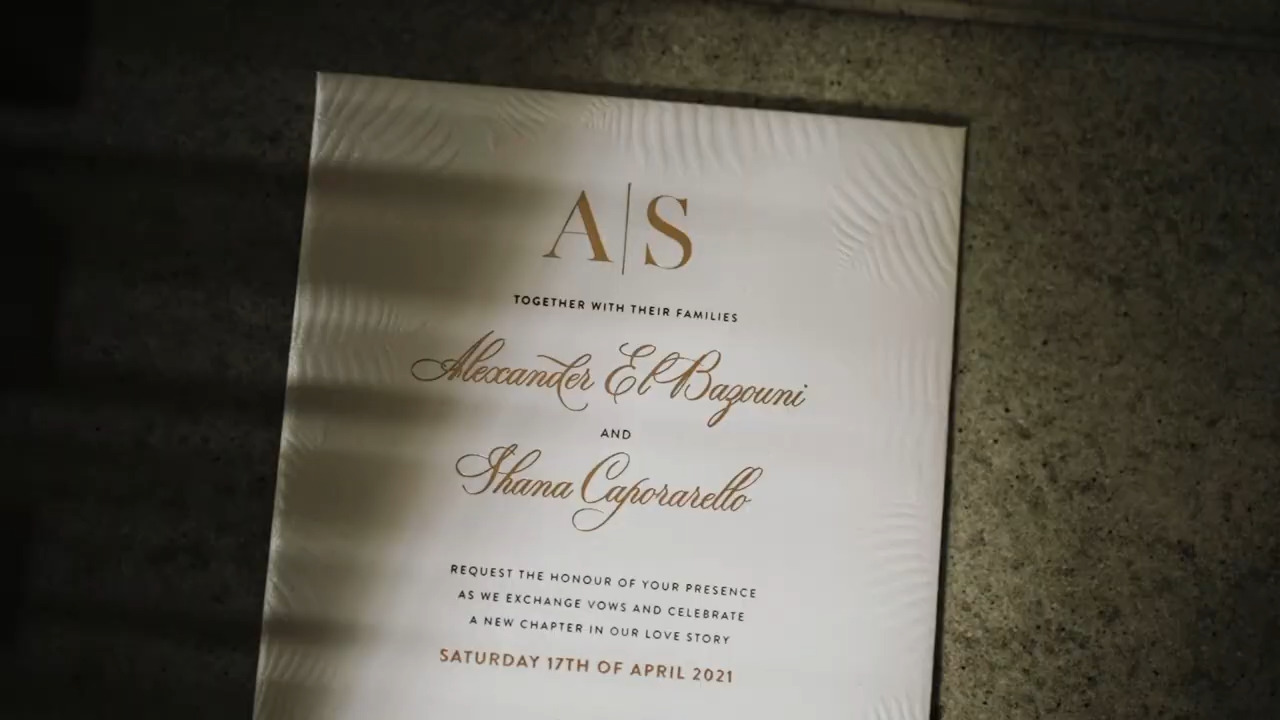 A|S
TOGETHER WITH THEIR FAMILIES
Alexander El Bazouni
AND
Shana Caporarello
REQUEST THE HONOUR OF YOUR PRESENCE
AS WE EXCHANGE VOWS AND CELEBRATE
A NEW CHAPTER IN OUR LOVE STORY
SATURDAY 17TH OF APRIL 2021